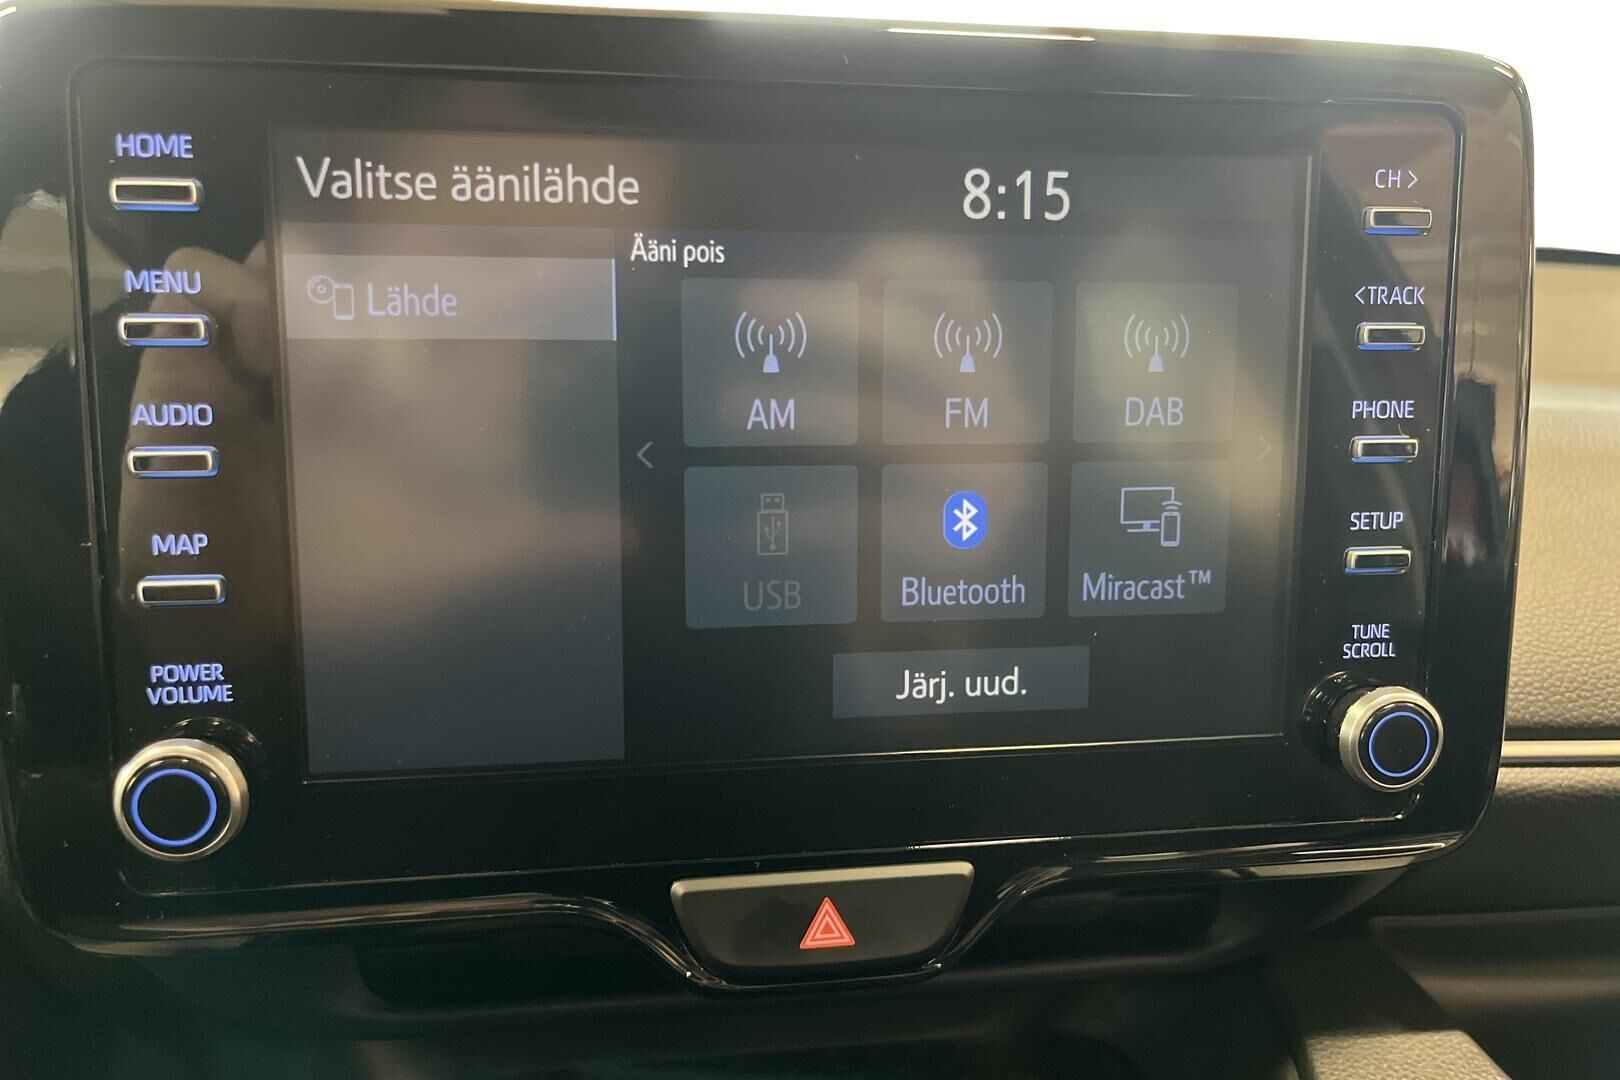 HOME
MENU
AUDIO
MAP
POWER
VOLUME
Valitse äänilähde
8:15
Lähde
Ääni pois
AM
FM
DAB
USB
Bluetooth
Miracast™
Järj. uud.
CH >
< TRACK
PHONE
SETUP
TUNE
SCROLL